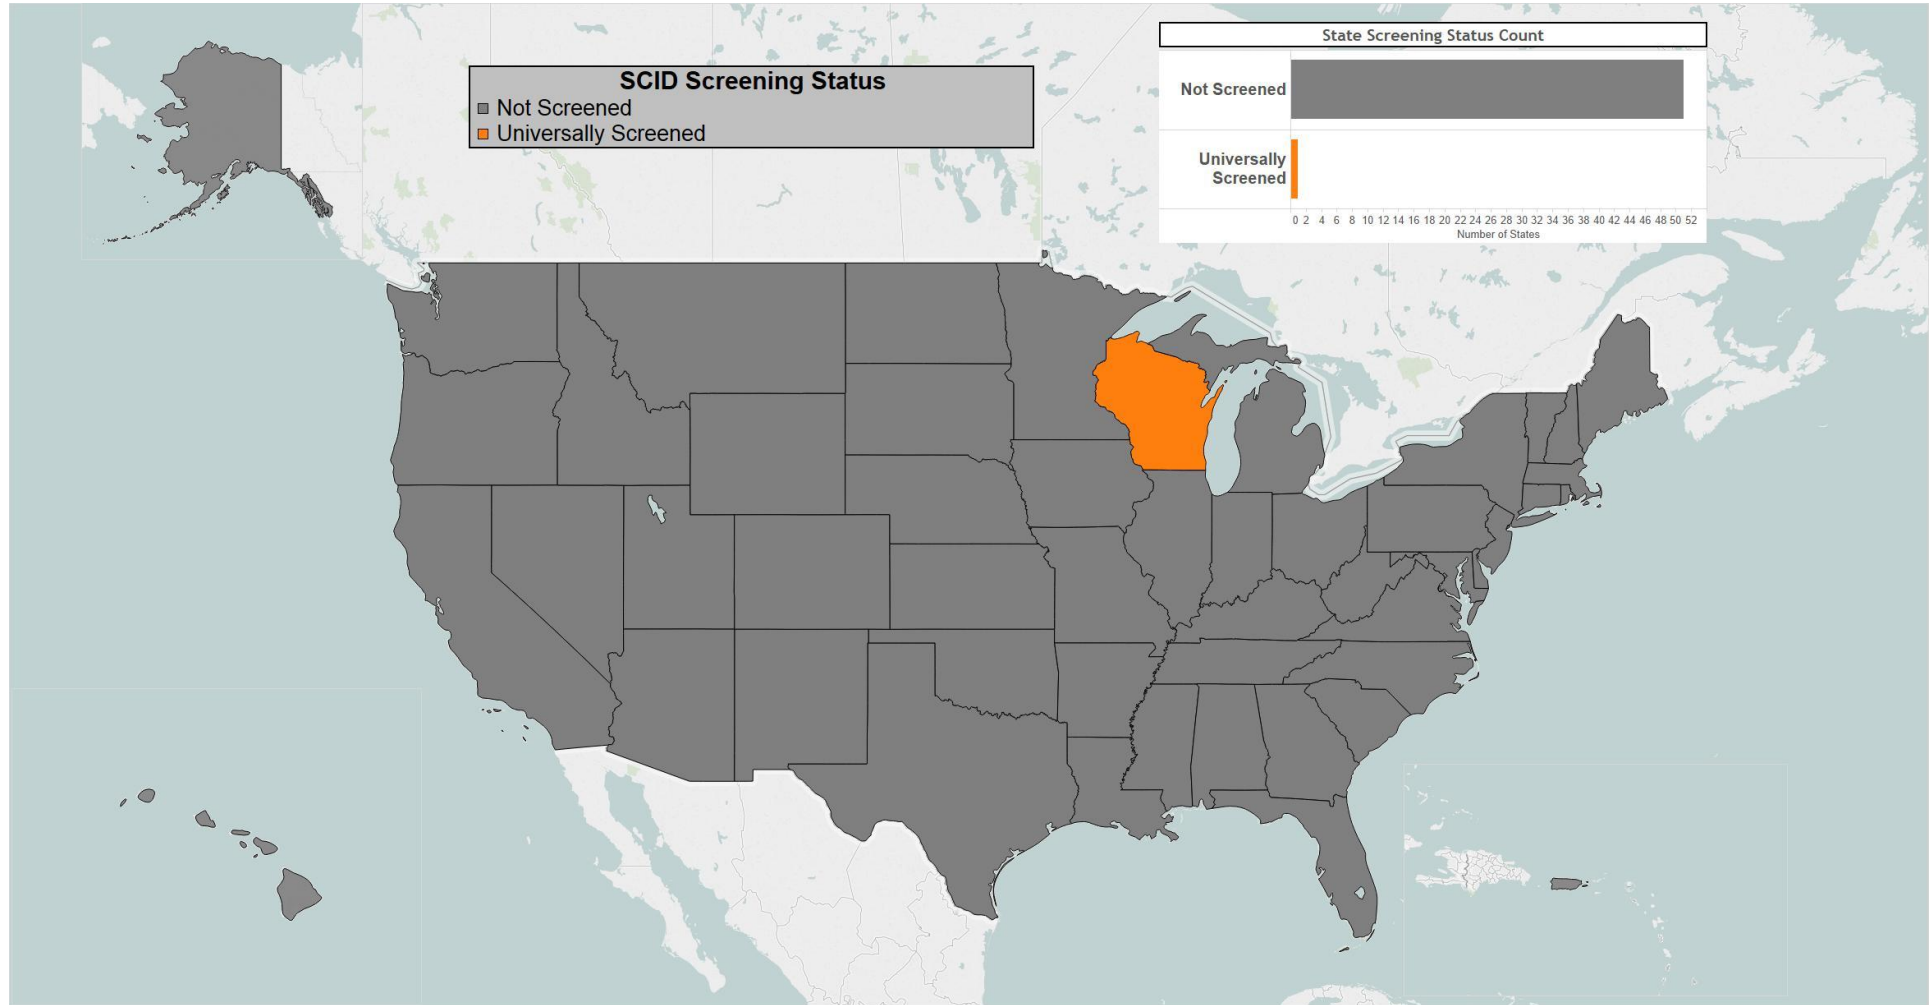 SCID Screening Status
Not Screened
Universally Screened
State Screening Status Count
Not Screened
Universally
Screened
0 2 4 6 8 10 12 14 16 18 20 22 24 26 28 30 32 34 36 38 40 42 44 46 48 50 52
Number of States